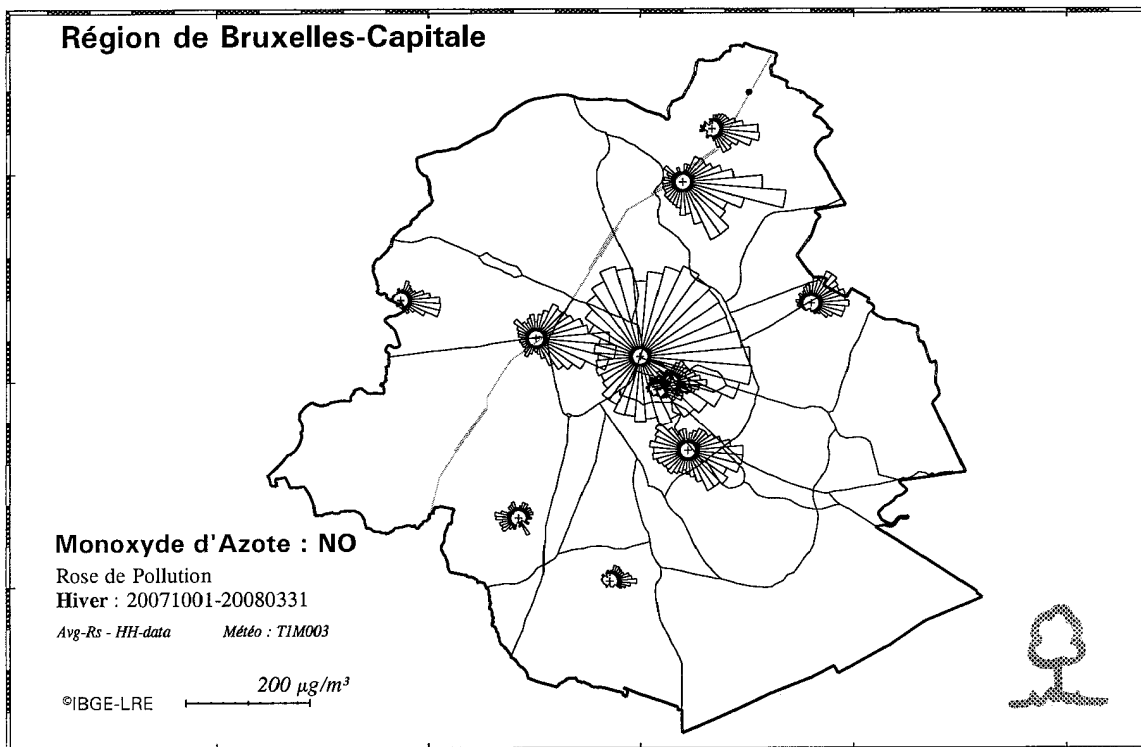 Région de Bruxelles-Capitale
Monoxyde d'Azote : NO
Rose de Pollution
Hiver : 20071001-20080331
Avg-Rs - HH-data Météo : T1M003
200 µg/m³
©IBGE-LRE